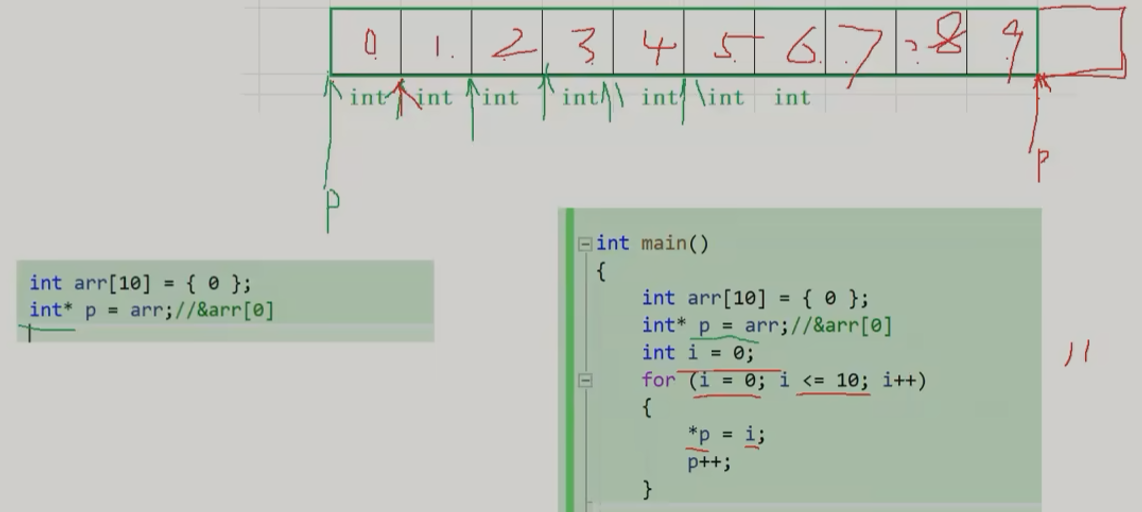 0 1. 2 3 4 5 6 7 8 9
int int int int int int int
p
p
int arr[10] = { 0 };
int* p = arr;//&arr[0]
int main()
{
int arr[10] = { 0 };
int* p = arr;//&arr[0]
int i = 0;
for (i = 0; i <= 10; i++)
{
*p = i;
p++;
}
11